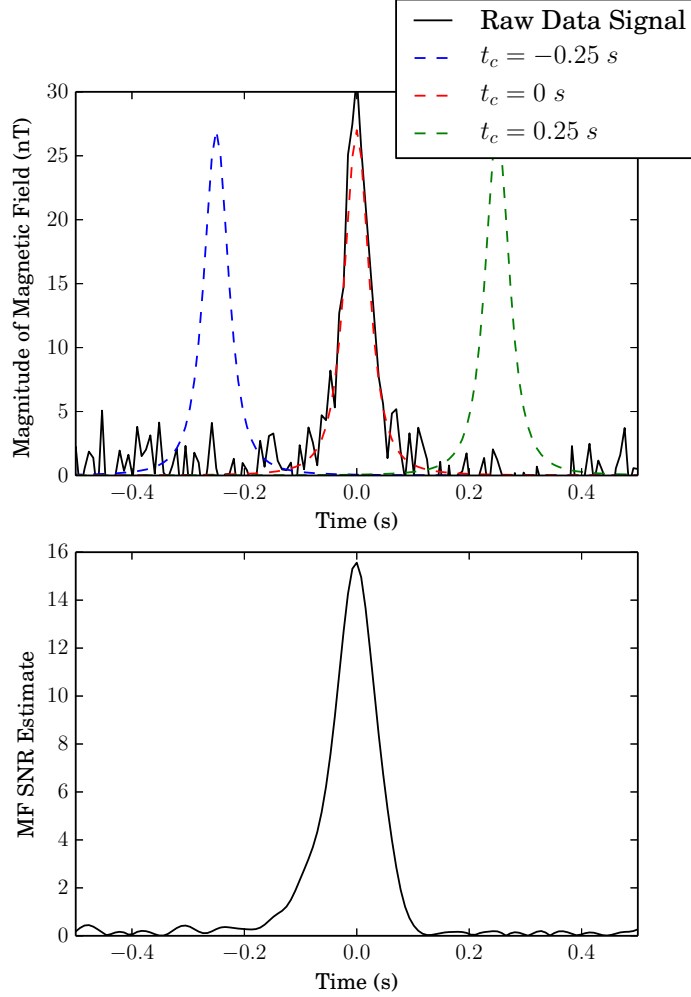 Raw Data Signal
t_c = −0.25 s
t_c = 0 s
t_c = 0.25 s
30
25
20
15
10
5
0
Magnitude of Magnetic Field (nT)
−0.4 −0.2 0.0 0.2 0.4
Time (s)
16
14
12
10
8
6
4
2
0
MF SNR Estimate
−0.4 −0.2 0.0 0.2 0.4
Time (s)